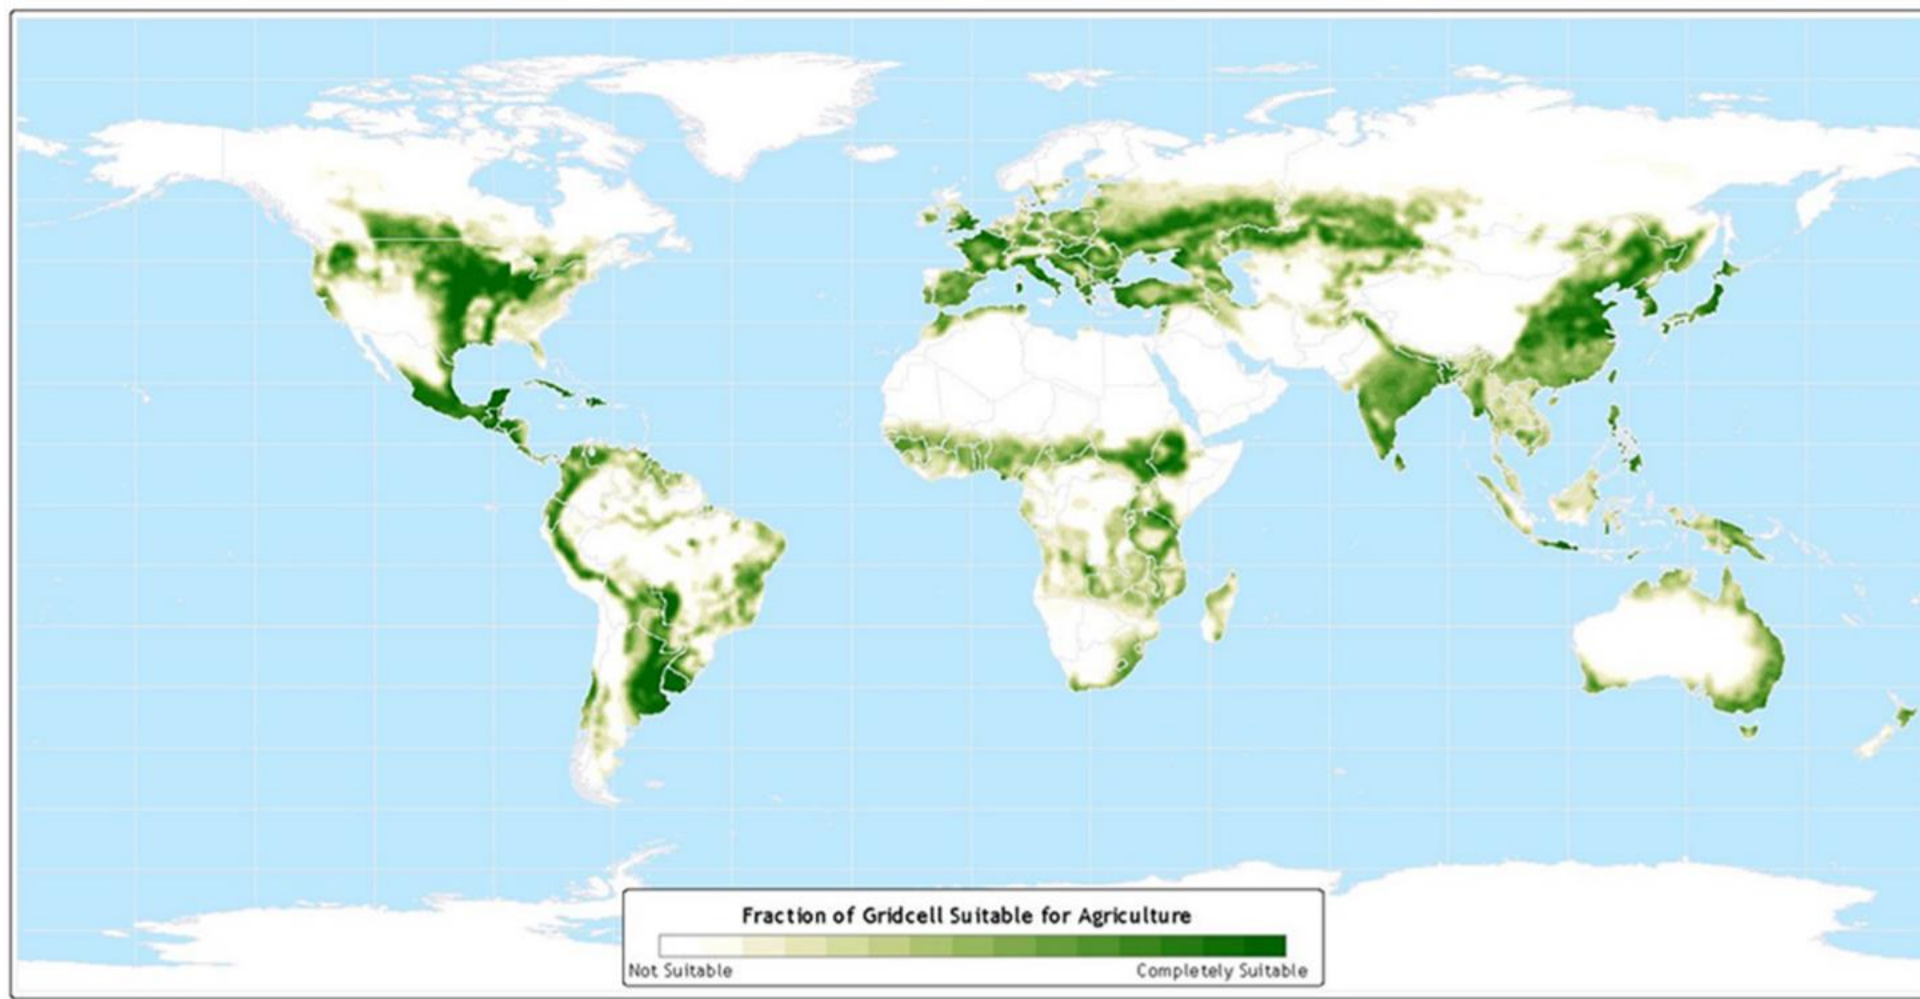 Fraction of Gridcell Suitable for Agriculture
Not Suitable
Completely Suitable